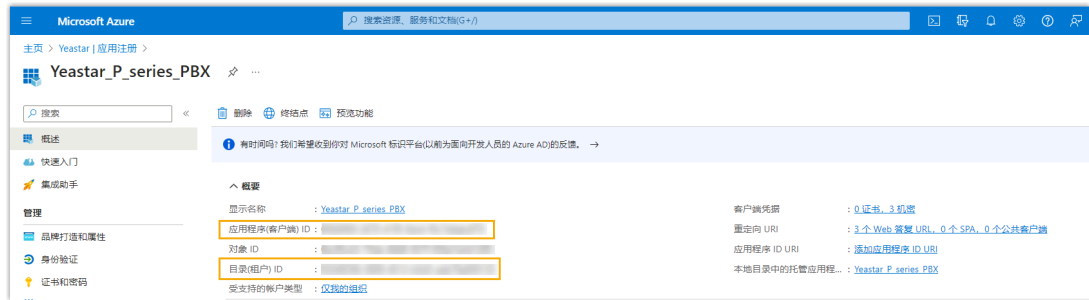 Microsoft Azure
搜索资源、服务和文档(G+/)
主页 > Yeastar | 应用注册 >
Yeastar_P_series_PBX
搜索
删除 终结点 预览功能
概述
快速入门
集成助手
管理
品牌打造和属性
身份验证
证书和密码
有时间吗? 我们希望收到你对 Microsoft 标识平台(以前为面向开发人员的 Azure AD)的反馈。 →
概要
显示名称 : Yeastar P series PBX
应用程序(客户端) ID :
对象 ID :
目录(租户) ID :
受支持的帐户类型 : 仅我的组织
客户端凭据 : 0 证书, 3 机密
重定向 URI : 3 个 Web 答复 URL, 0 个 SPA, 0 个公共客户端
应用程序 ID URI : 添加应用程序 ID URI
本地目录中的托管应用程... : Yeastar P series PBX